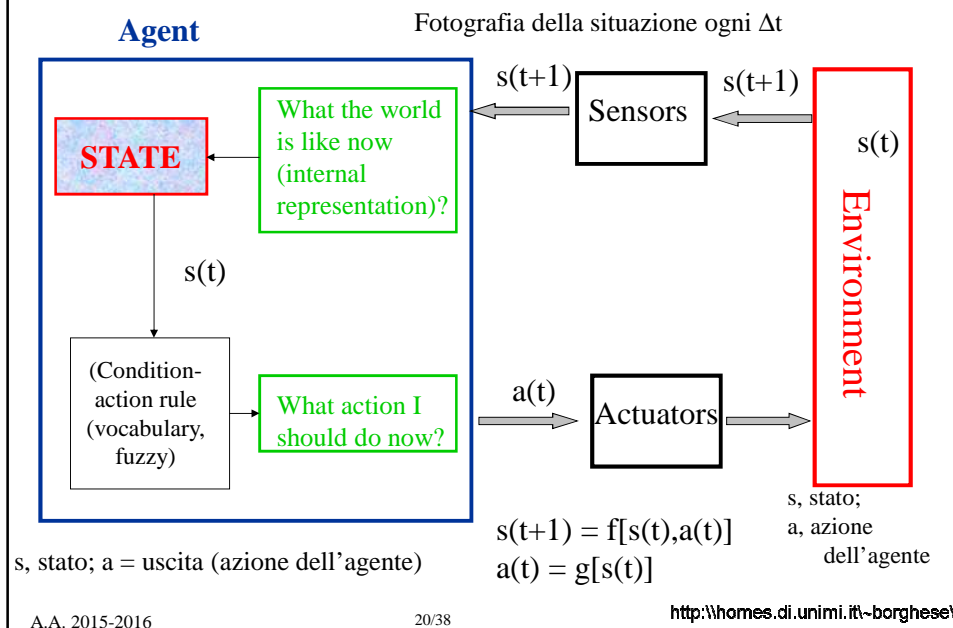 Agent
Fotografia della situazione ogni Δt
s(t+1)
s(t+1)
What the world
is like now
(internal
representation)?
Sensors
s(t)
STATE
Environment
s(t)
(Condition-
action rule
(vocabulary,
fuzzy)
What action I
should do now?
a(t)
Actuators
s, stato;
a, azione
dell'agente
s(t+1) = f[s(t),a(t)]
a(t) = g[s(t)]
s, stato; a = uscita (azione dell'agente)
A.A. 2015-2016
20/38
http:\\homes.di.unimi.it\~borghese\